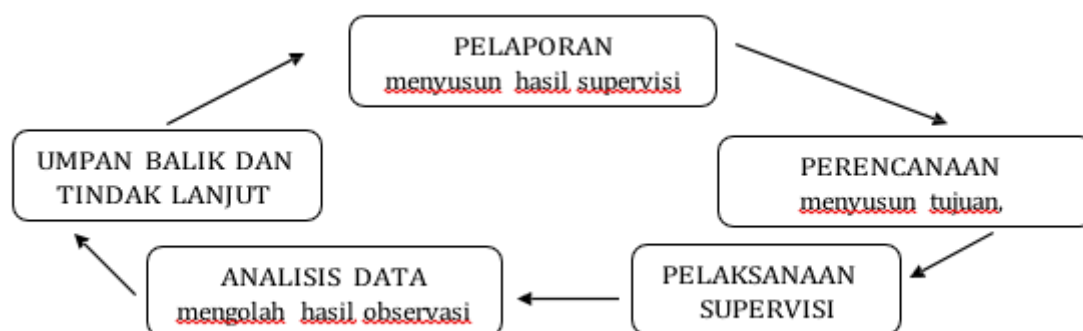 PELAPORAN
menyusun hasil supervisi
UMPAN BALIK DAN
TINDAK LANJUT
PERENCANAAN
menyusun tujuan,
ANALISIS DATA
mengolah hasil observasi
PELAKSANAAN
SUPERVISI